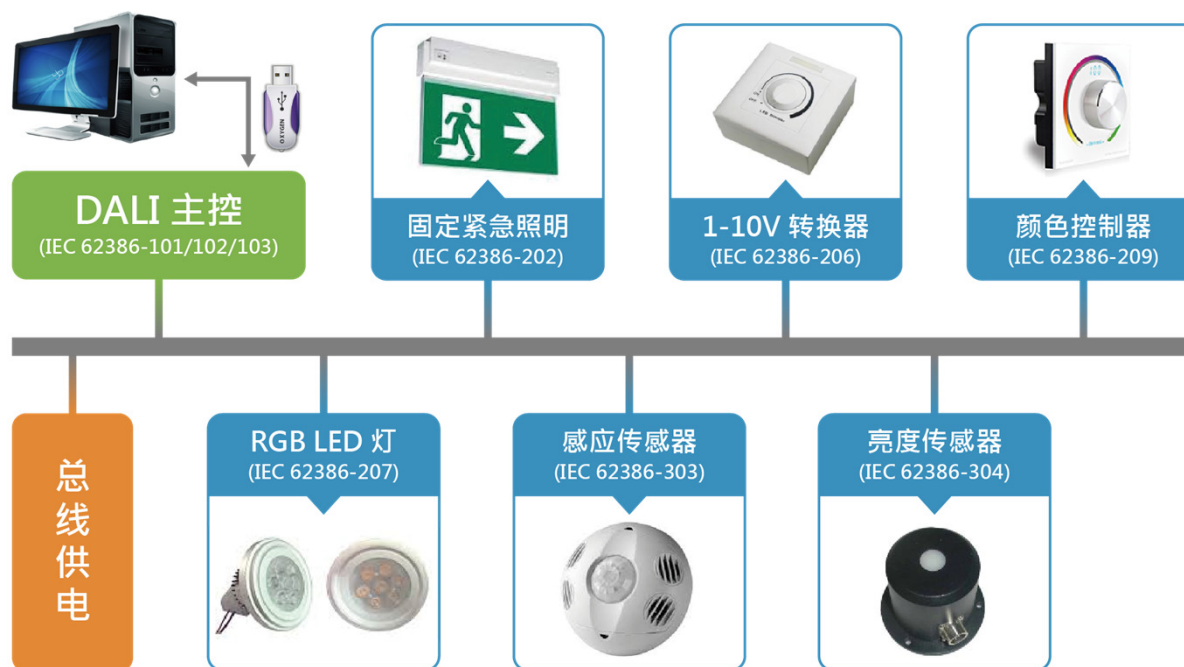 OXYGEN
DALI 主控
(IEC 62386-101/102/103)
固定紧急照明
(IEC 62386-202)
1-10V 转换器
(IEC 62386-206)
颜色控制器
(IEC 62386-209)
总
线
供
电
RGB LED 灯
(IEC 62386-207)
感应传感器
(IEC 62386-303)
亮度传感器
(IEC 62386-304)